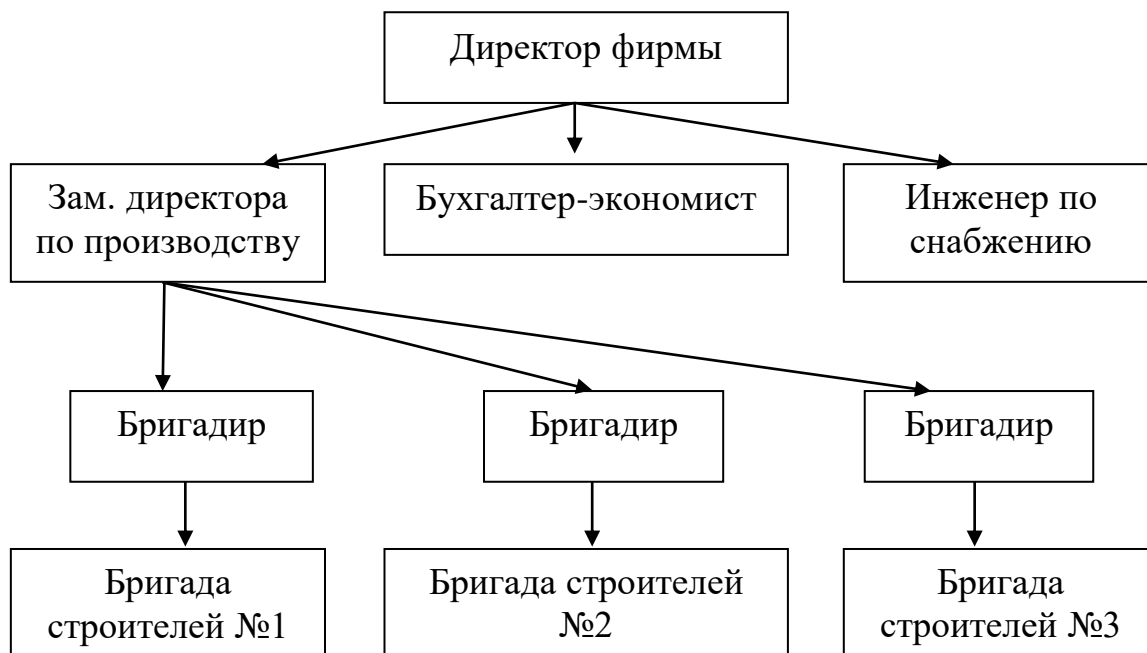 Директор фирмы
Зам. директора
по производству
Бухгалтер-экономист
Инженер по
снабжению
Бригадир
Бригадир
Бригадир
Бригада
строителей №1
Бригада строителей
№2
Бригада
строителей №3